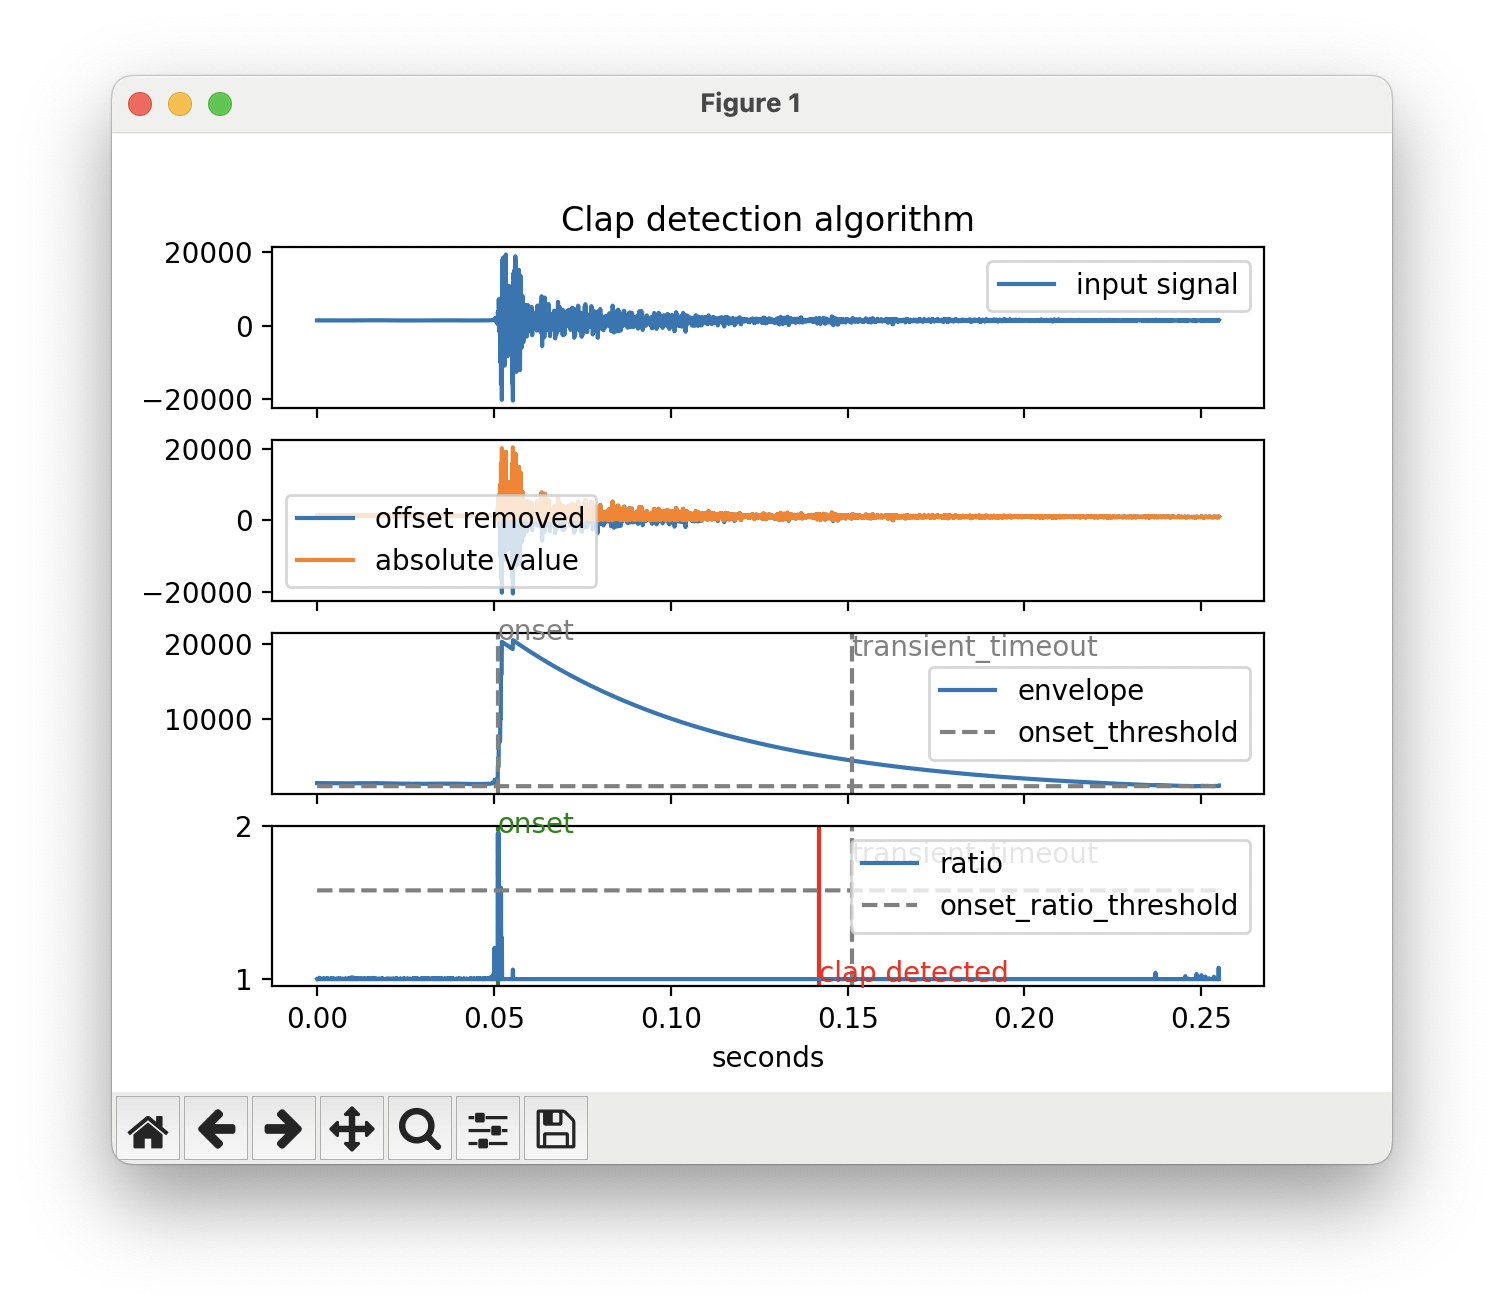 Figure 1
Clap detection algorithm
20000
0
−20000
input signal
20000
0
−20000
offset removed
absolute value
20000
10000
onset
transient_timeout
envelope
onset_threshold
2
1
onset
transient_timeout
ratio
onset_ratio_threshold
clap detected
0.00 0.05 0.10 0.15 0.20 0.25
seconds